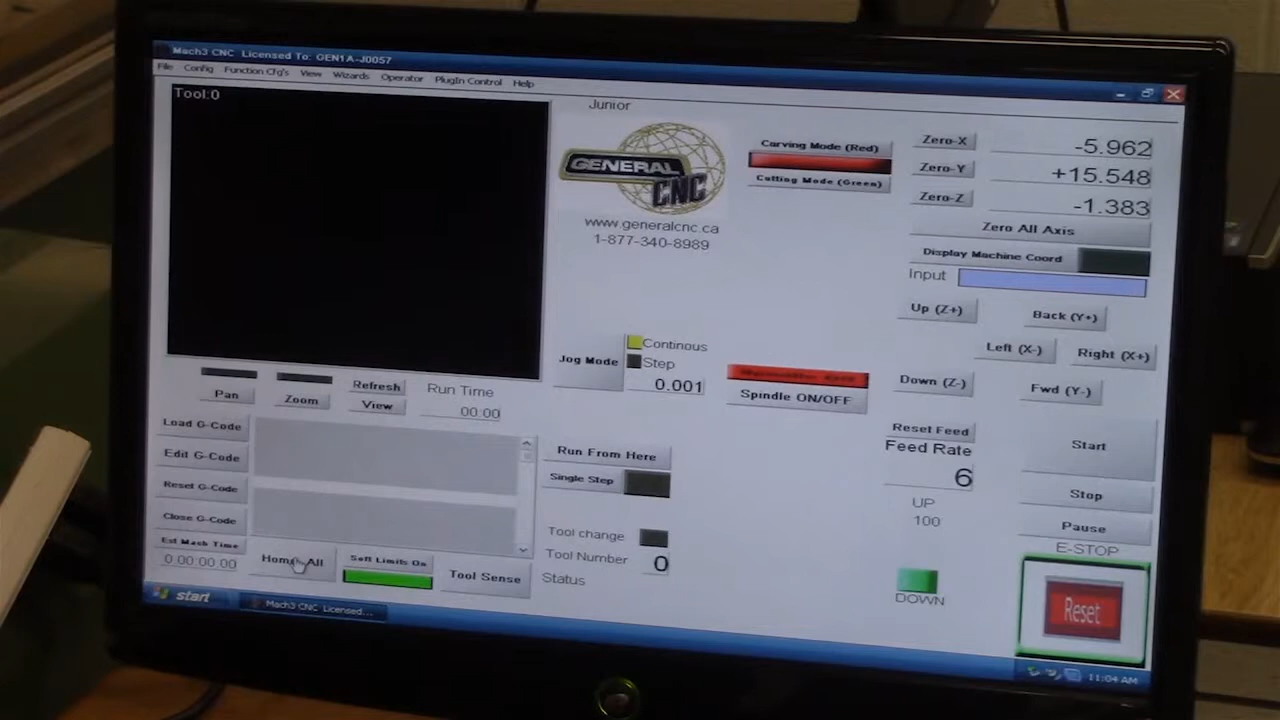 Mach3 CNC Licensed To: GEN1A-J0057
File Config Function Cfg's View Wizards Operator PlugIn Control Help
Tool:0
Junior
GENERAL
CNC
www.generalcnc.ca
1-877-340-8989
Carving Mode (Red)
Cutting Mode (Green)
Zero-X -5.962
Zero-Y +15.548
Zero-Z -1.383
Zero All Axis
Display Machine Coord
Input
Up (Z+) Back (Y+)
Left (X-) Right (X+)
Down (Z-) Fwd (Y-)
Jog Mode
Continous
Step
0.001
Spindle ON/OFF
Pan Zoom Refresh
View
Run Time
00:00
Load G-Code
Edit G-Code
Reset G-Code
Close G-Code
Est Mach Time
0:00:00:00
Home All
Soft Limits On
Tool Sense
Run From Here
Single Step
Tool change
Tool Number 0
Status
Reset Feed
Feed Rate
6
UP
100
DOWN
Start
Stop
Pause
E-STOP
Reset
start
Mach3 CNC Licensed...
11:04 AM